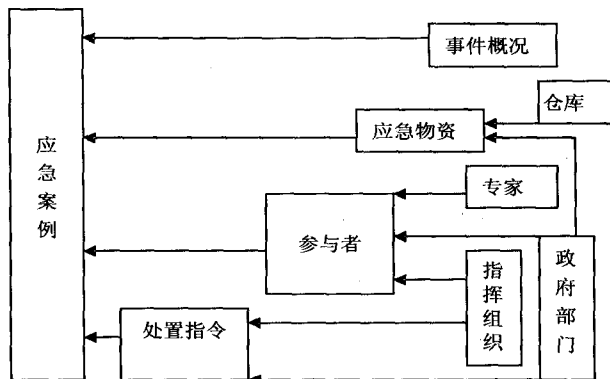 应急案例
事件概况
仓库
应急物资
专家
参与者
指挥组织
政府部门
处置指令